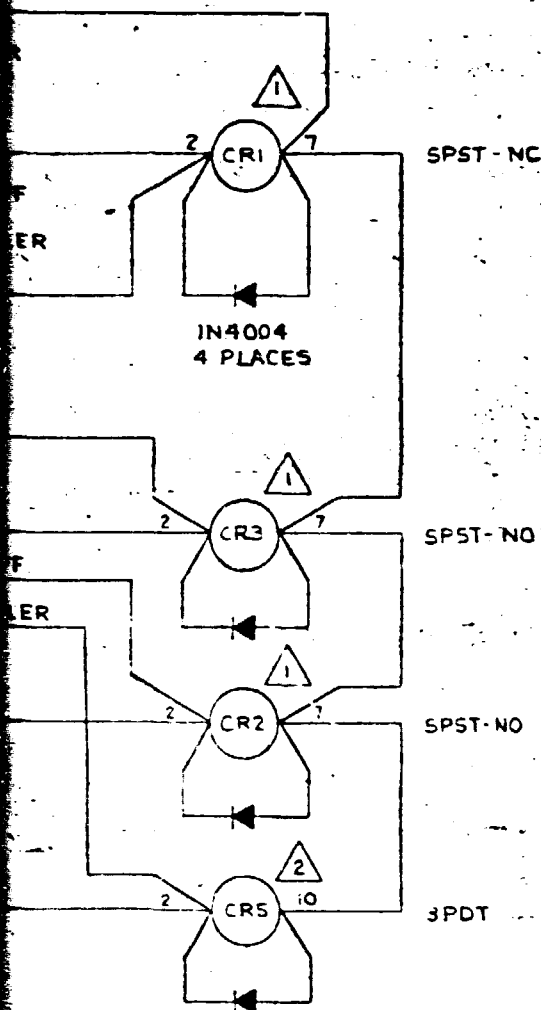 1
2 CR1 7 SPST-NC
F
ER
1N4004
4 PLACES
1
2 CR3 7 SPST-NO
F
LER
1
2 CR2 7 SPST-NO
2
2 CR5 10 3PDT